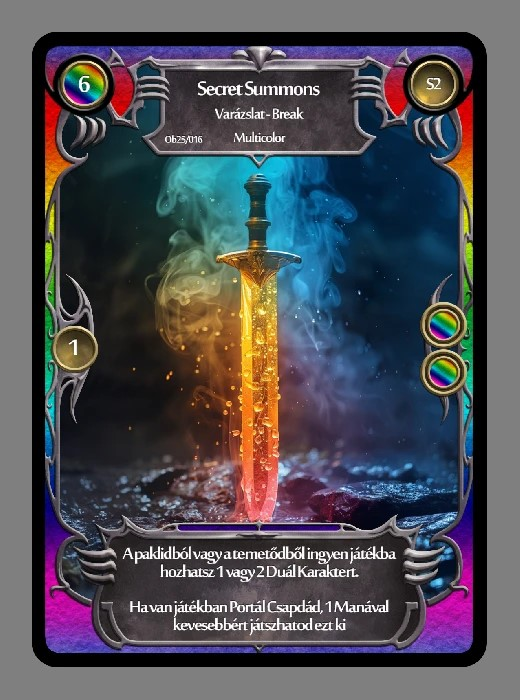 6
S2
Secret Summons
Varázslat - Break
Ob25/016 Multicolor
1
A paklidból vagy a temetődből ingyen játékba
hozhatsz 1 vagy 2 Duál Karaktert.
Ha van játékban Portál Csapdád, 1 Manával
kevesebbért játszhatod ezt ki